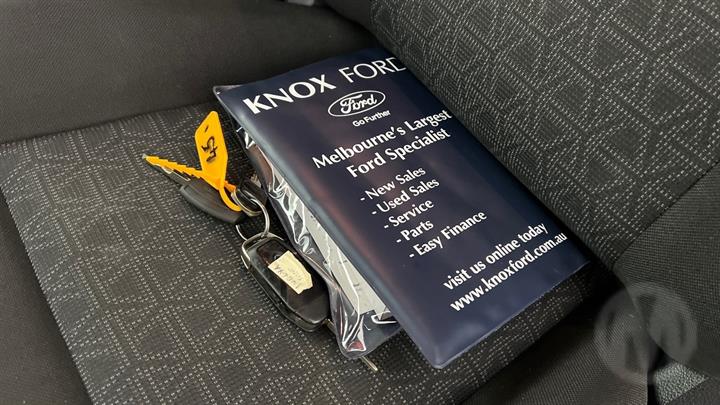 KNOX FORD
Ford
Go Further
Melbourne's Largest
Ford Specialist
- New Sales
- Used Sales
- Service
- Parts
- Easy Finance
visit us online today
www.knoxford.com.au
M